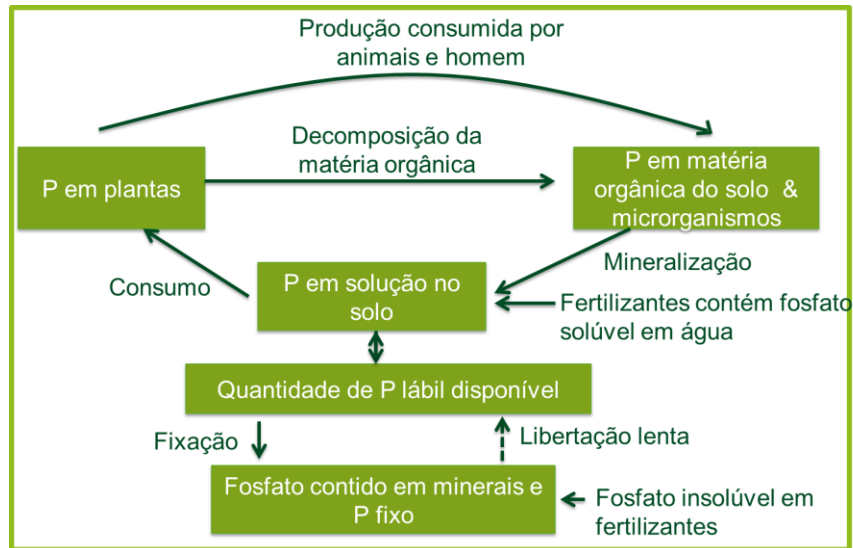 Produção consumida por
animais e homem
Decomposição da
matéria orgânica
P em plantas
P em matéria
orgânica do solo &
microrganismos
Mineralização
Consumo
P em solução no
solo
Fertilizantes contém fosfato
solúvel em água
Quantidade de P lábil disponível
Fixação
Libertação lenta
Fosfato contido em minerais e
P fixo
Fosfato insolúvel em
fertilizantes